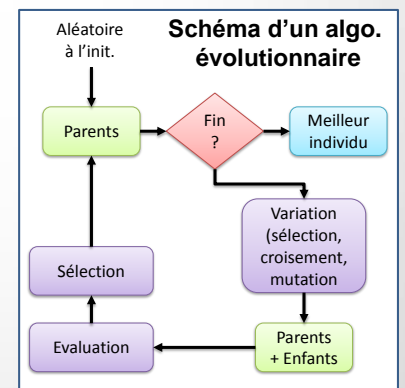 Schéma d'un algo.
évolutionnaire
Aléatoire
à l'init.
Parents
Fin
?
Meilleur
individu
Variation
(sélection,
croisement,
mutation
Parents
+ Enfants
Evaluation
Sélection